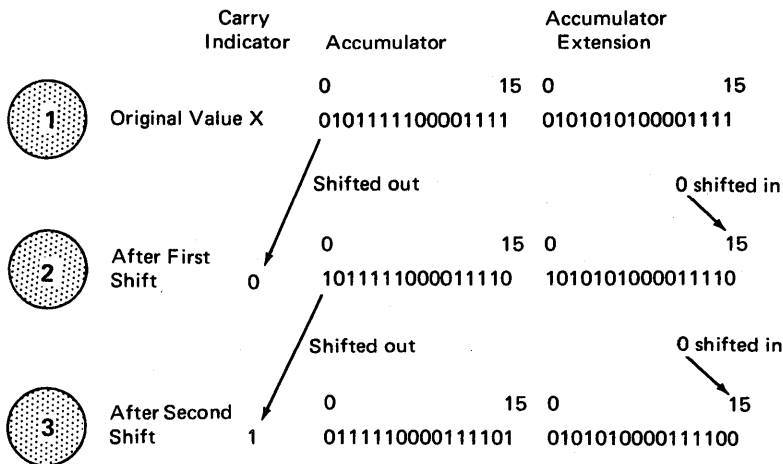 Carry
Indicator
Accumulator
Accumulator
Extension
0 15 0 15
1 Original Value X 0101111100001111 0101010100001111
Shifted out 0 shifted in
0 15 0 15
2 After First
Shift 0 1011111000011110 1010101000011110
Shifted out 0 shifted in
0 15 0 15
3 After Second
Shift 1 0111110000111101 0101010000111100